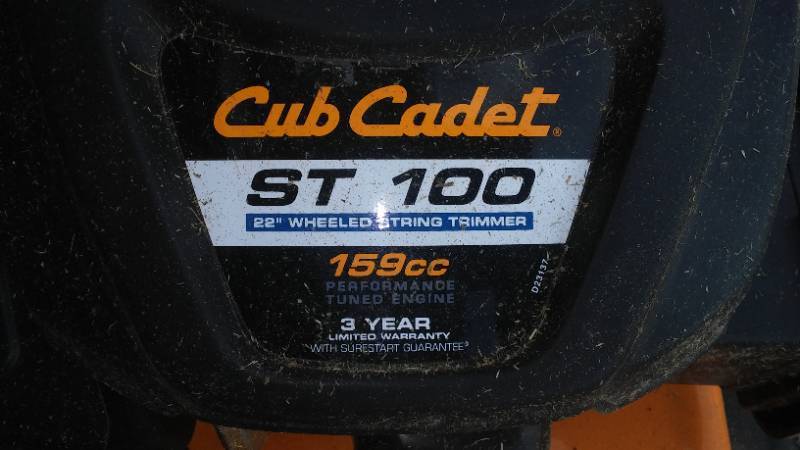 Cub Cadet®
ST 100
22" WHEELED STRING TRIMMER
159cc
PERFORMANCE
TUNED ENGINE
3 YEAR
LIMITED WARRANTY
WITH SURESTART GUARANTEE³
D23137